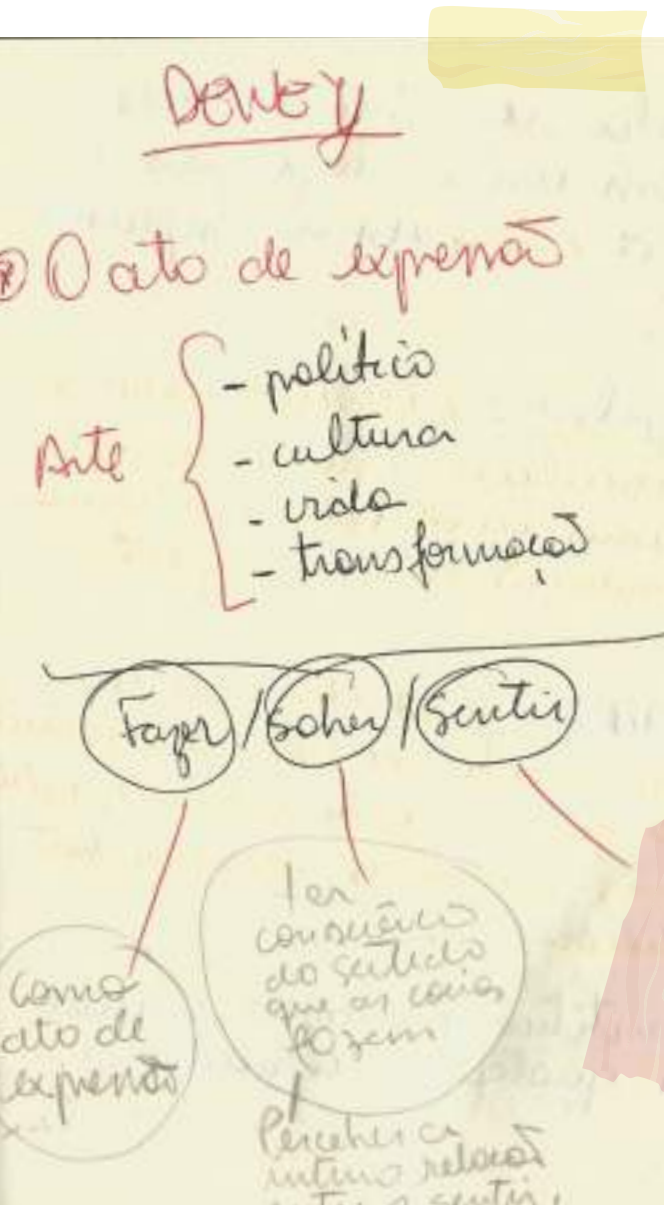 DEWEY
O ato de expressão
Arte
- político
- cultura
- vida
- transformação
Fazer / Saber / Sentir
Como
ato de
expressão
Ter
consciência
do sentido
que as coisas
fazem
Perceber a
íntima relação
sentir,